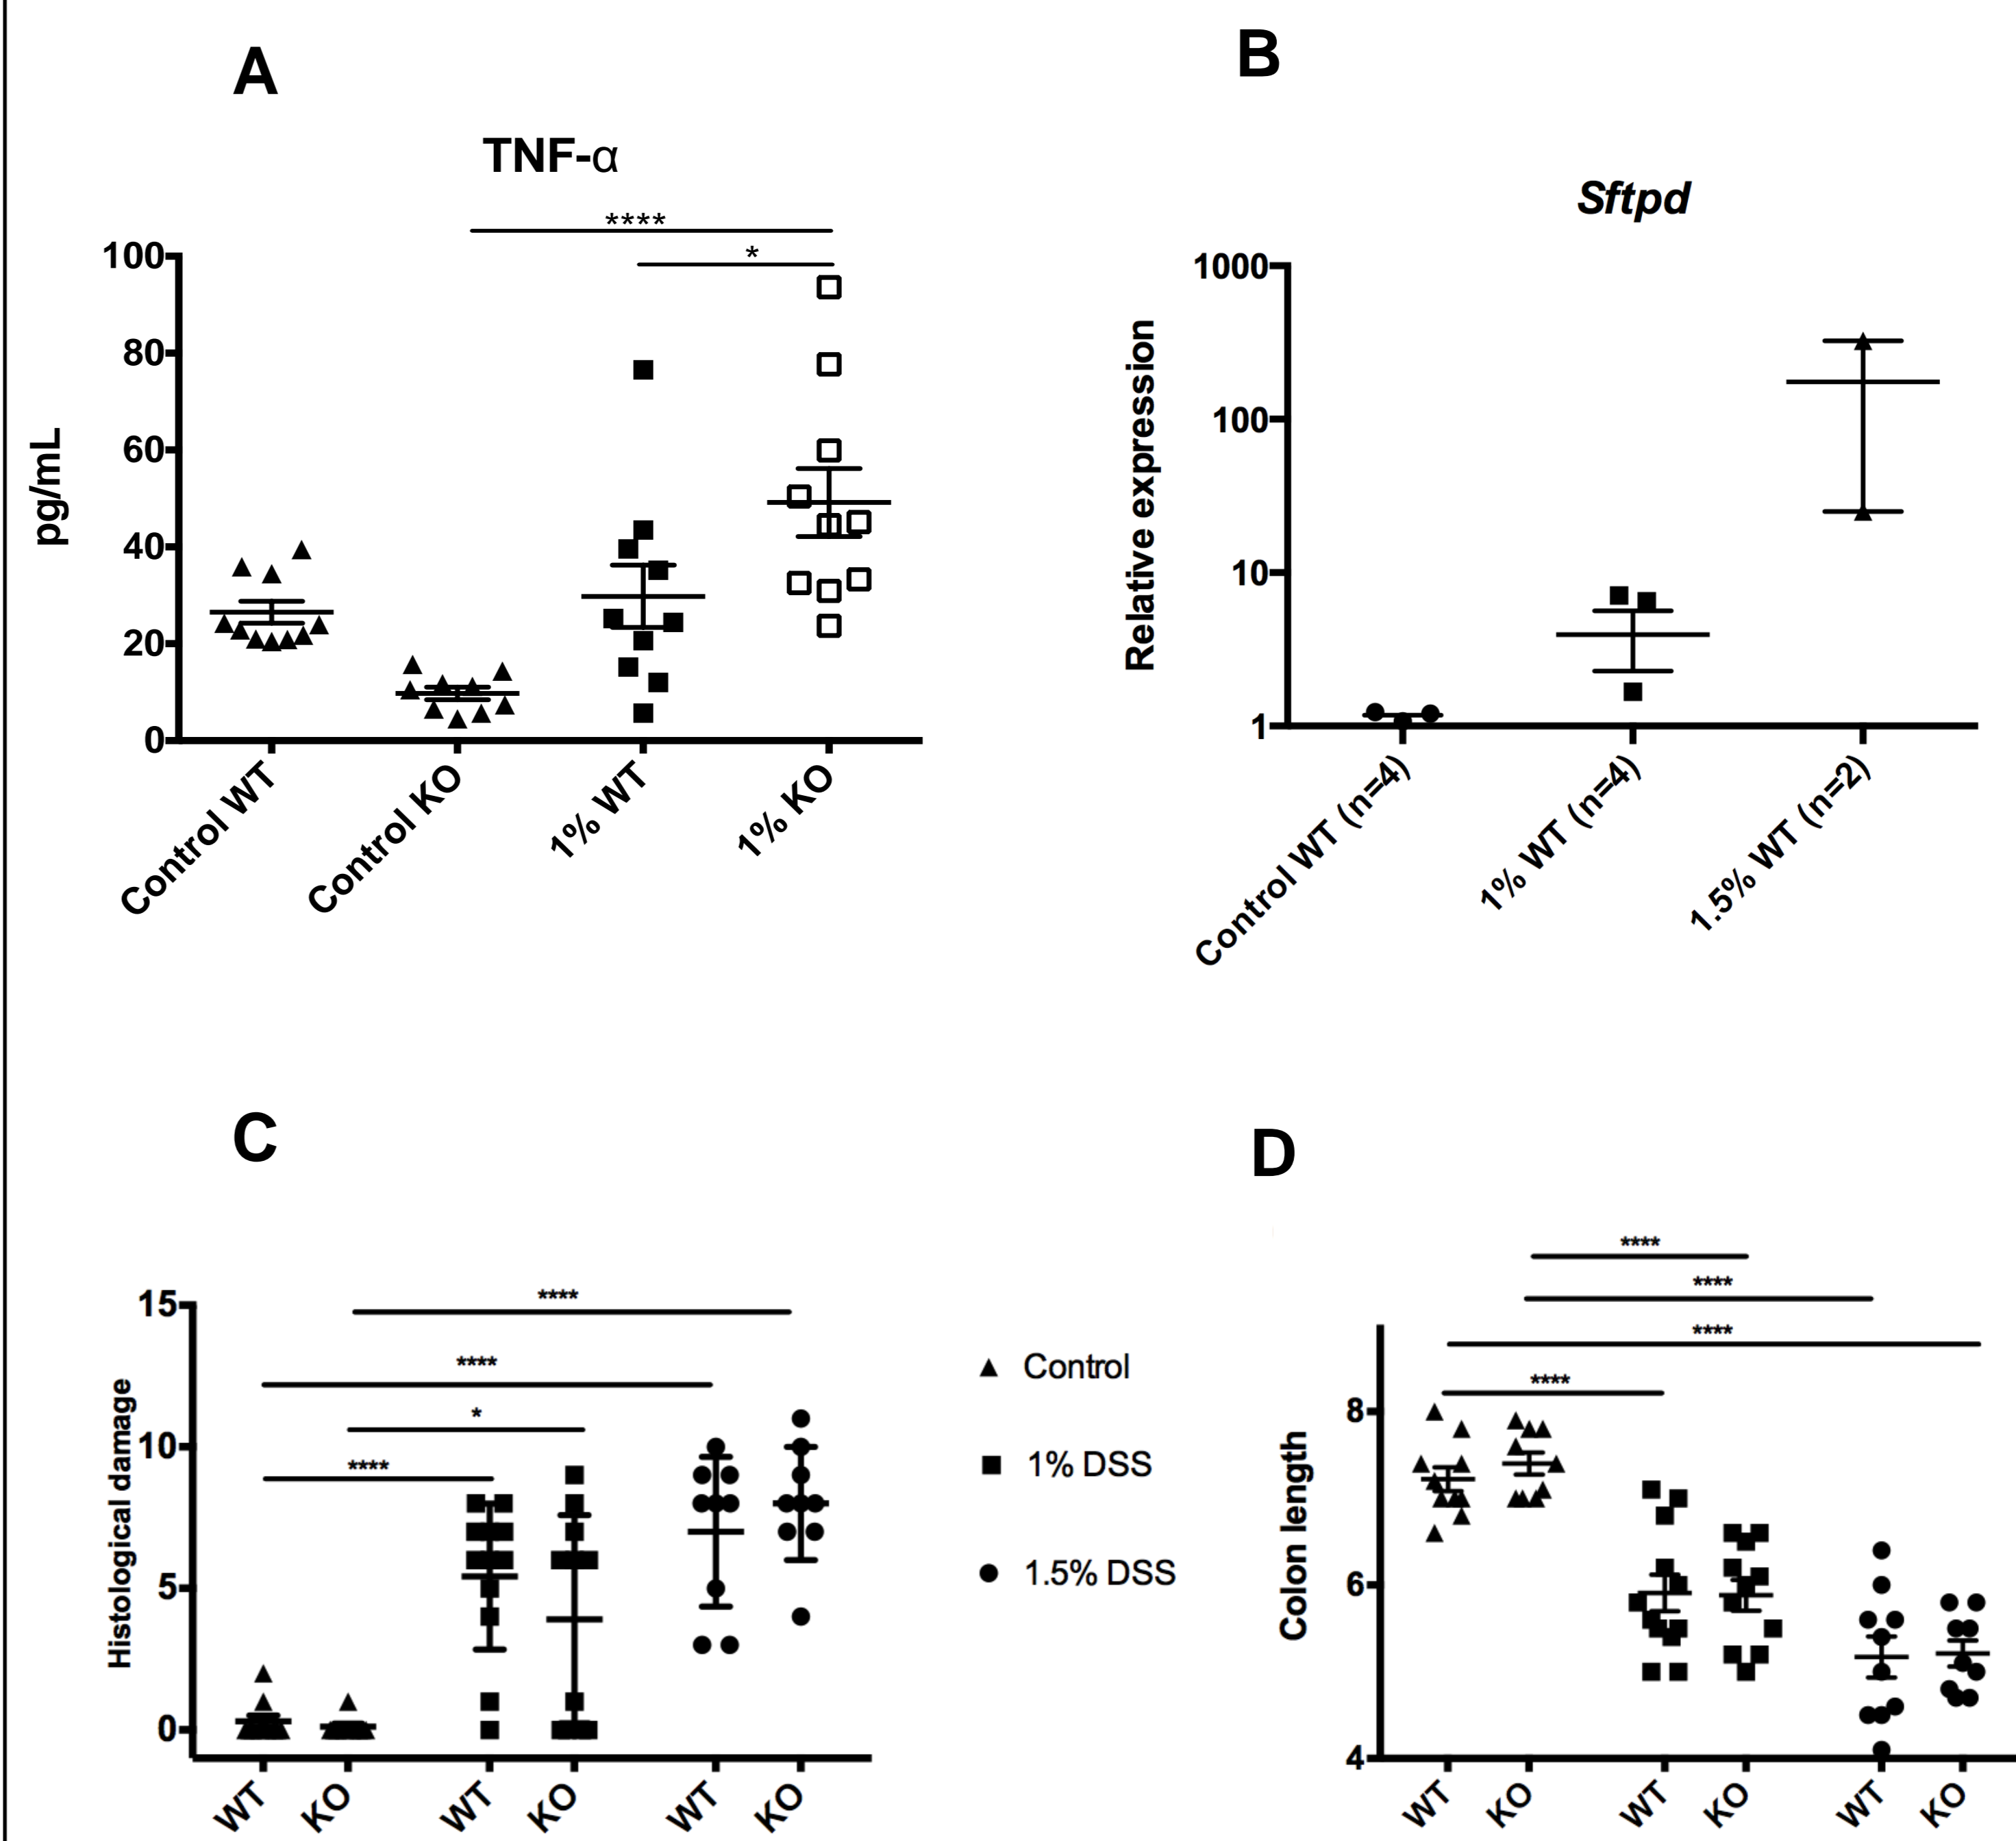 A
TNF-α
****
*
100
80
60
40
20
0
pg/mL
Control WT
Control KO
1% WT
1% KO
B
Sftpd
1000
100
10
1
Relative expression
Control WT (n=4)
1% WT (n=4)
1.5% WT (n=2)
C
****
****
*
****
15
10
5
0
Histological damage
WT
KO
WT
KO
WT
KO
Control
1% DSS
1.5% DSS
D
****
****
****
****
8
6
4
Colon length
WT
KO
WT
KO
WT
KO